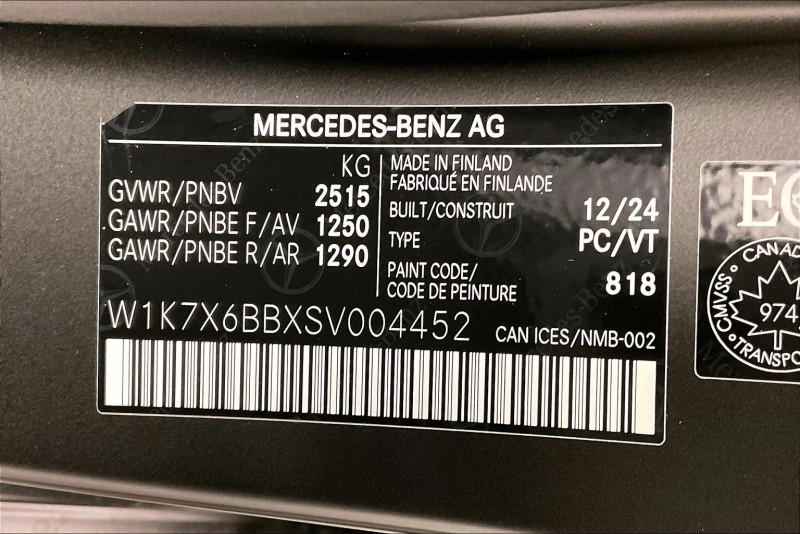 MERCEDES-BENZ AG
KG
GVWR/PNBV 2515
GAWR/PNBE F/AV 1250
GAWR/PNBE R/AR 1290
MADE IN FINLAND
FABRIQUÉ EN FINLANDE
BUILT/CONSTRUIT 12/24
TYPE PC/VT
PAINT CODE/
CODE DE PEINTURE 818
W1K7X6BBXSV004452
CAN ICES/NMB-002
CMVSS
974